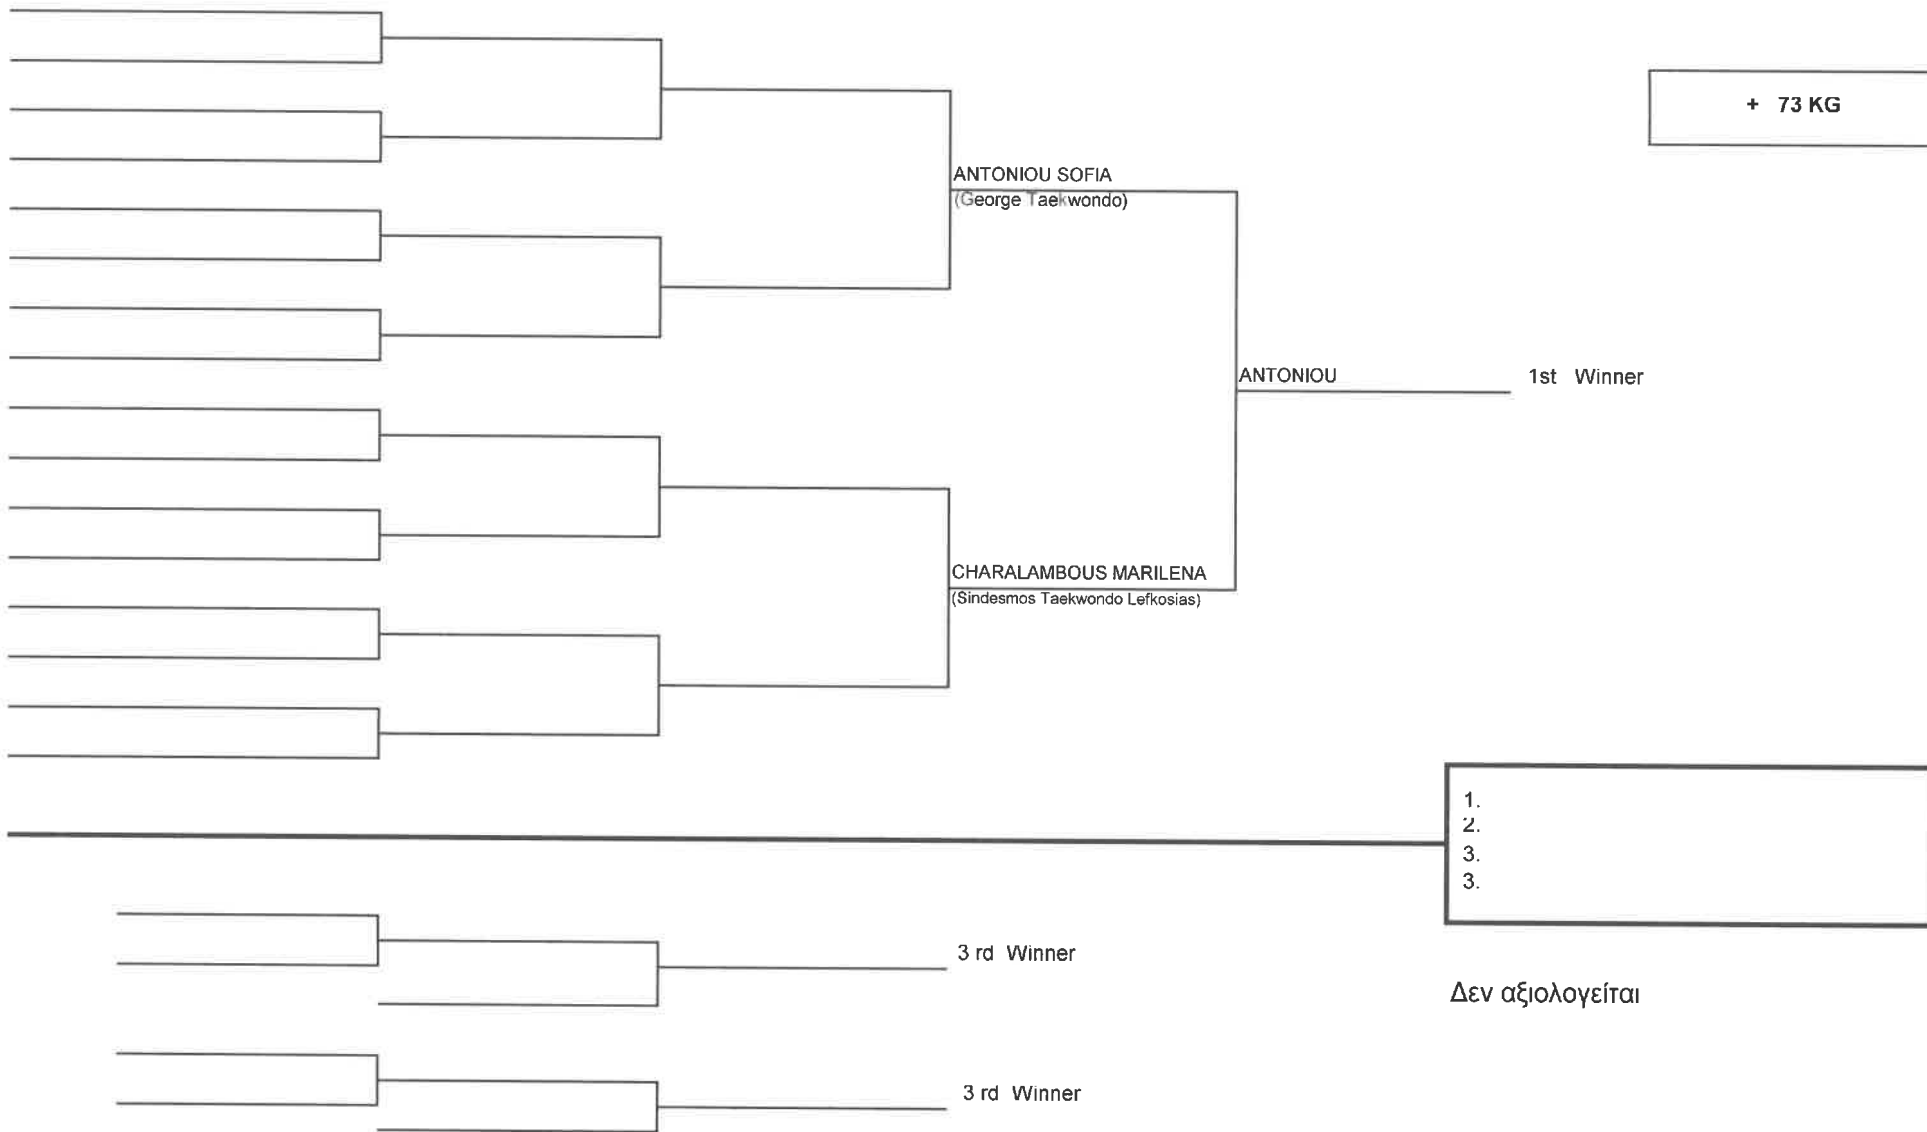 + 73 KG
ANTONIOU SOFIA
(George Taekwondo)
ANTONIOU
1st Winner
CHARALAMBOUS MARILENA
(Sindesmos Taekwondo Lefkosias)
1.
2.
3.
3.
3 rd Winner
Δεν αξιολογείται
3 rd Winner